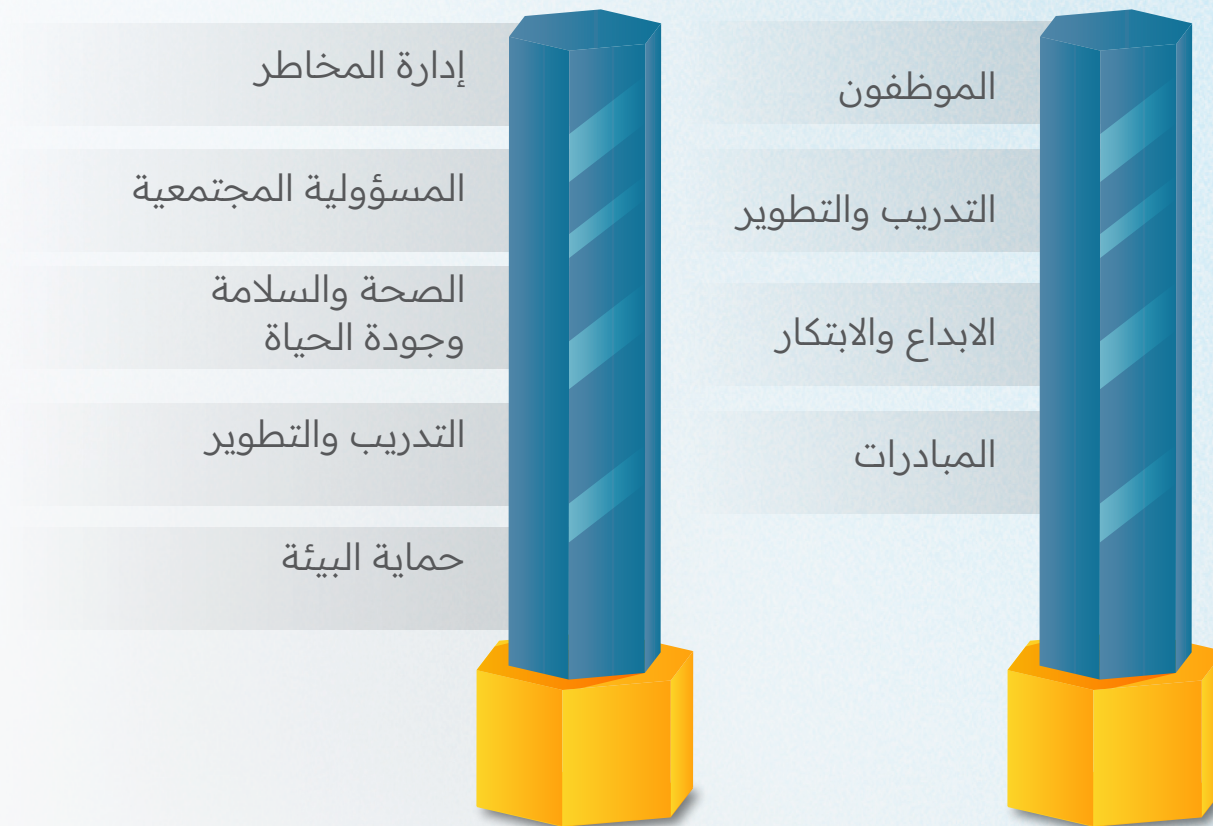 الموظفون
التدريب والتطوير
الابداع والابتكار
المبادرات
إدارة المخاطر
المسؤولية المجتمعية
الصحة والسلامة
وجودة الحياة
التدريب والتطوير
حماية البيئة